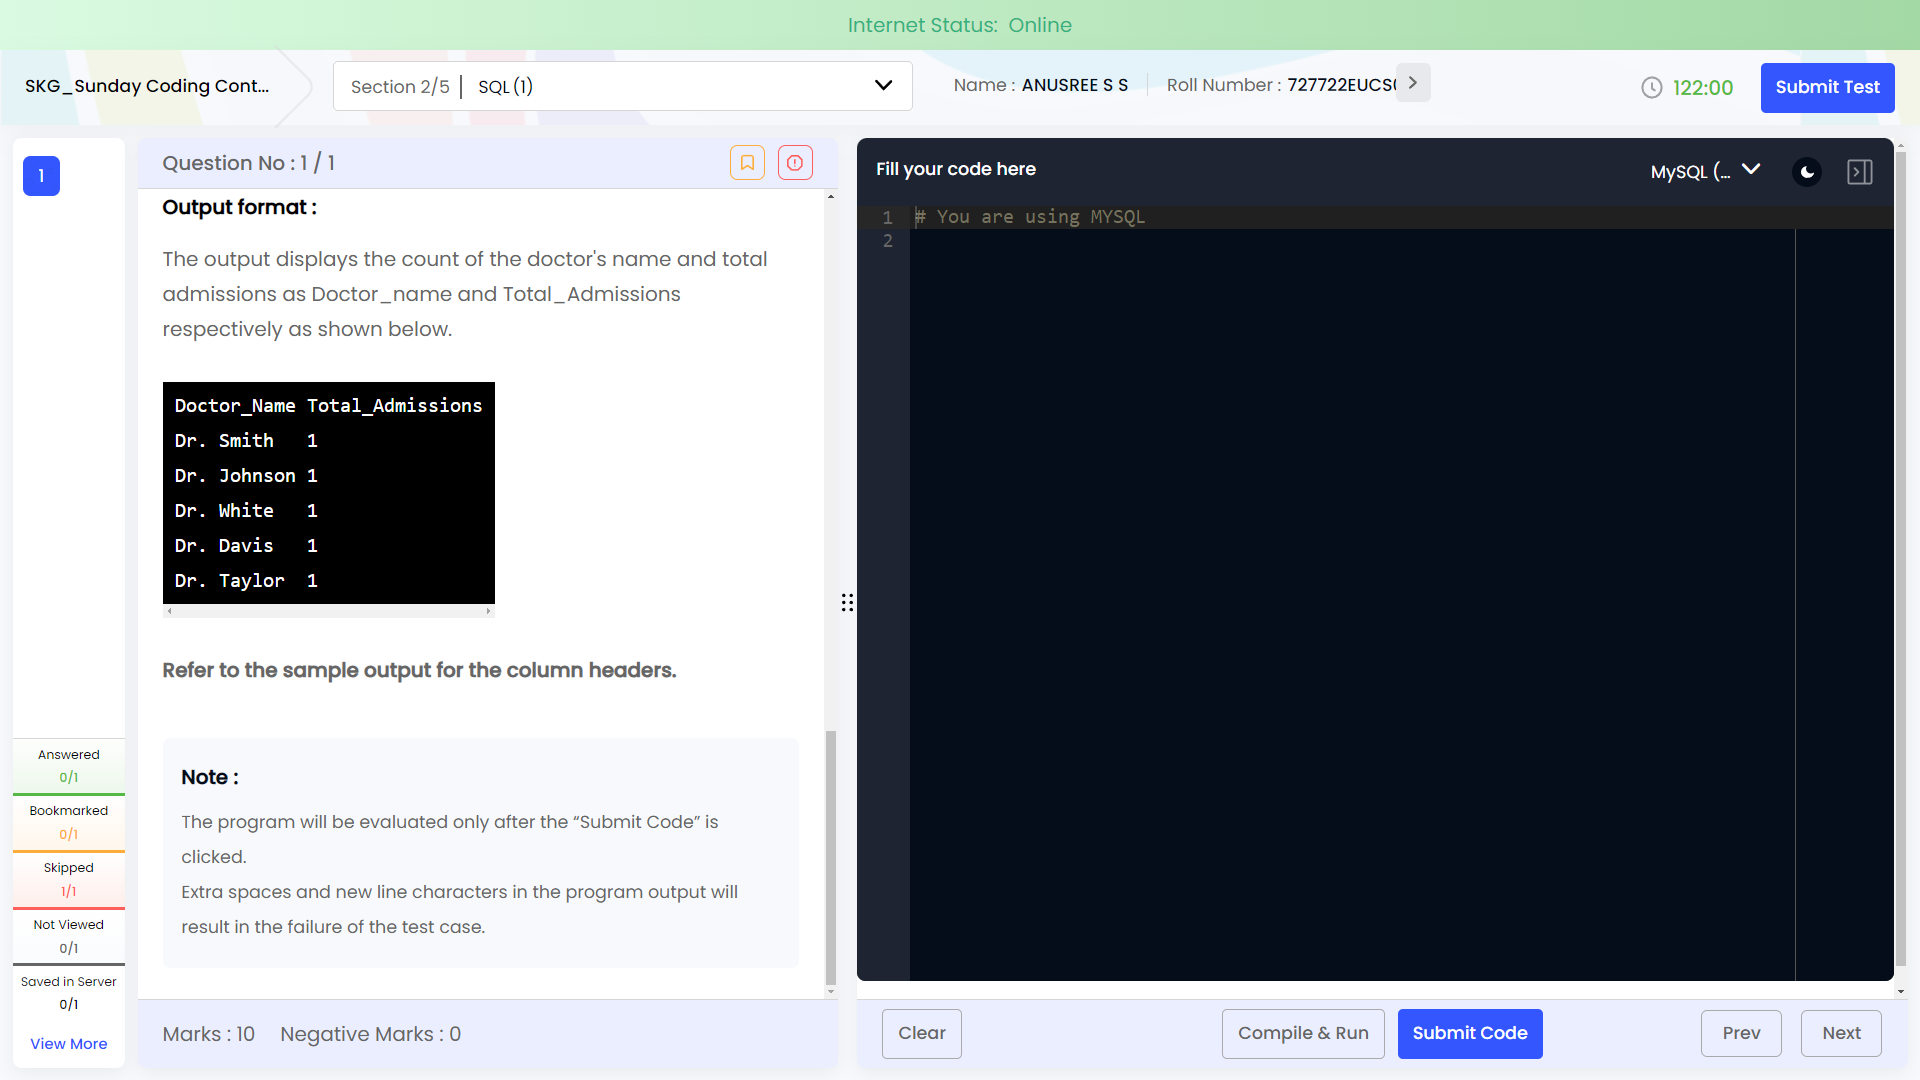 Internet Status: Online
SKG_Sunday Coding Cont...
Section 2/5 | SQL (1)
Name : ANUSREE S S
Roll Number : 727722EUCS
122:00
Submit Test
1
Question No : 1 / 1
Output format :
The output displays the count of the doctor's name and total
admissions as Doctor_name and Total_Admissions
respectively as shown below.
Doctor_Name Total_Admissions
Dr. Smith 1
Dr. Johnson 1
Dr. White 1
Dr. Davis 1
Dr. Taylor 1
Refer to the sample output for the column headers.
Note :
The program will be evaluated only after the “Submit Code” is
clicked.
Extra spaces and new line characters in the program output will
result in the failure of the test case.
Marks : 10 Negative Marks : 0
Answered
0/1
Bookmarked
0/1
Skipped
1/1
Not Viewed
0/1
Saved in Server
0/1
View More
Fill your code here
MySQL (...
1 # You are using MYSQL
2
Clear
Compile & Run
Submit Code
Prev
Next